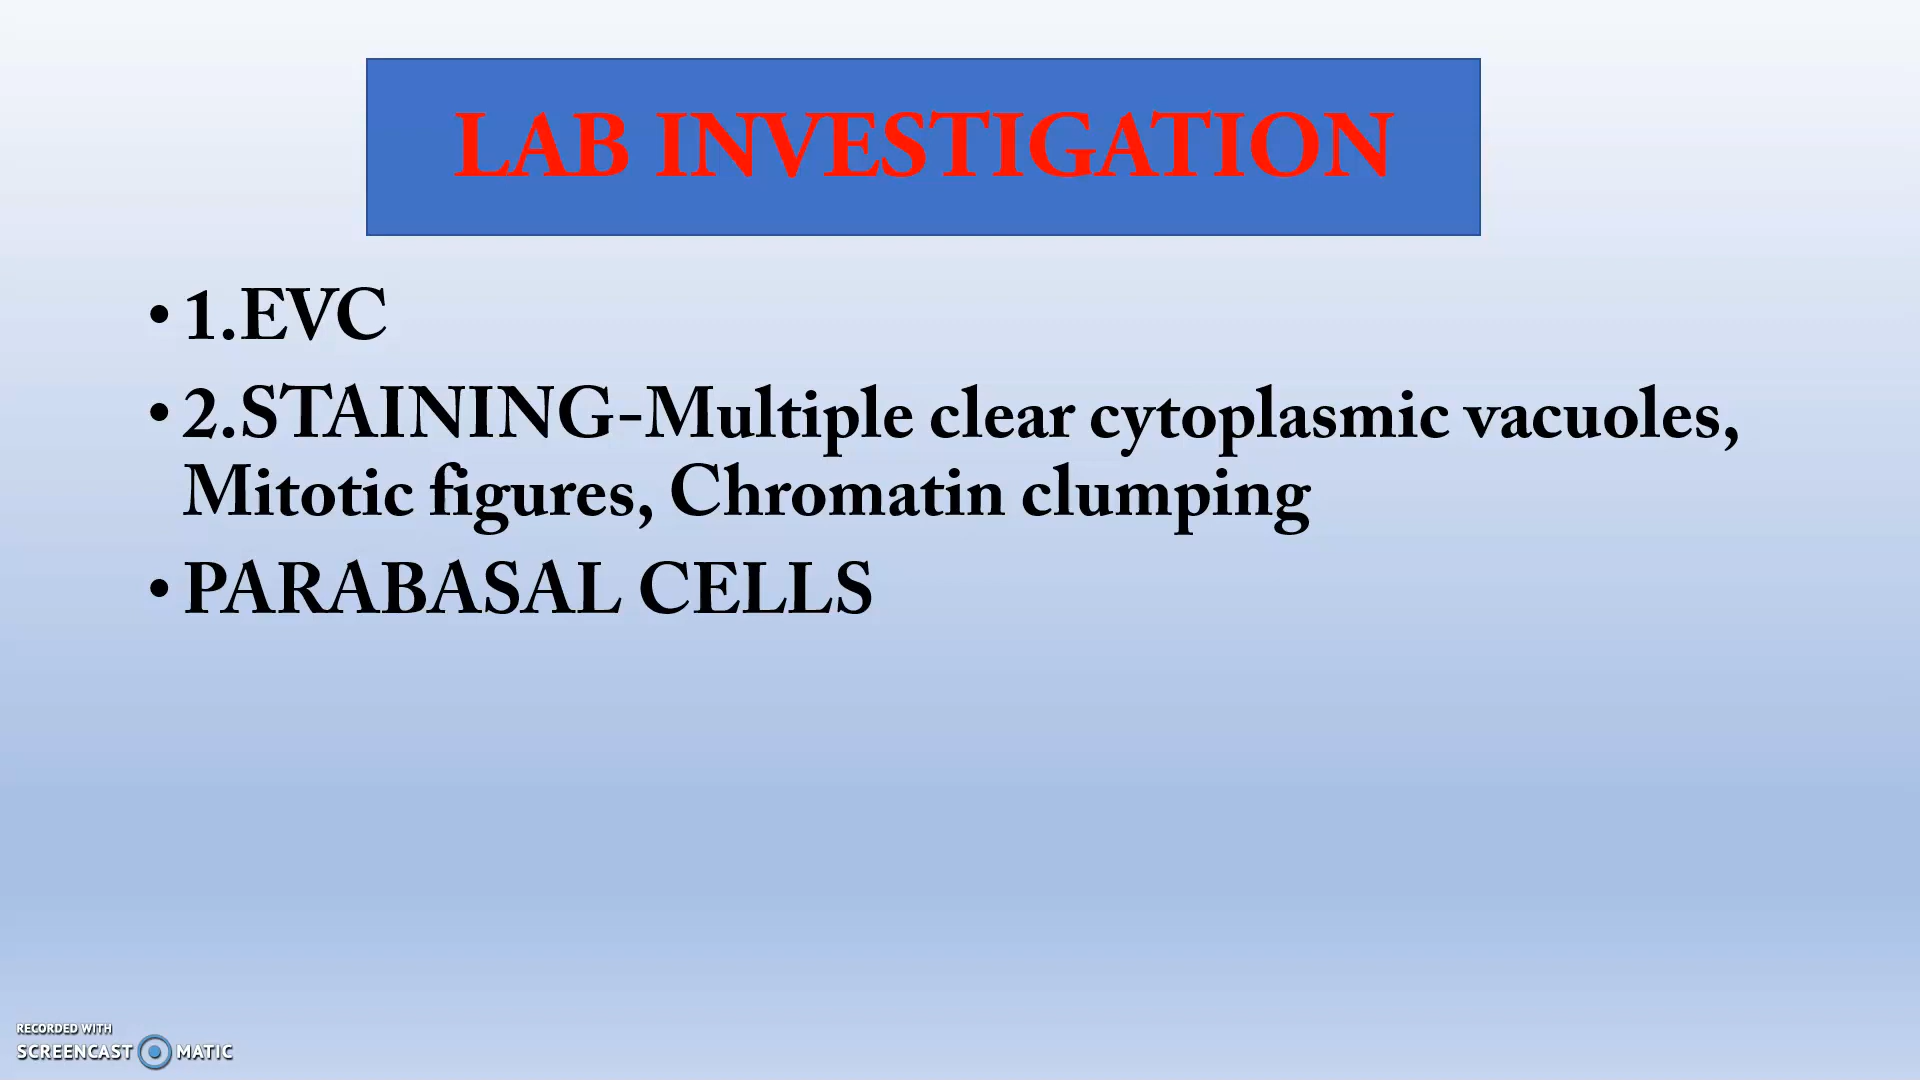 LAB INVESTIGATION
• 1.EVC
• 2.STAINING-Multiple clear cytoplasmic vacuoles,
Mitotic figures, Chromatin clumping
• PARABASAL CELLS
RECORDED WITH
SCREENCAST MATIC